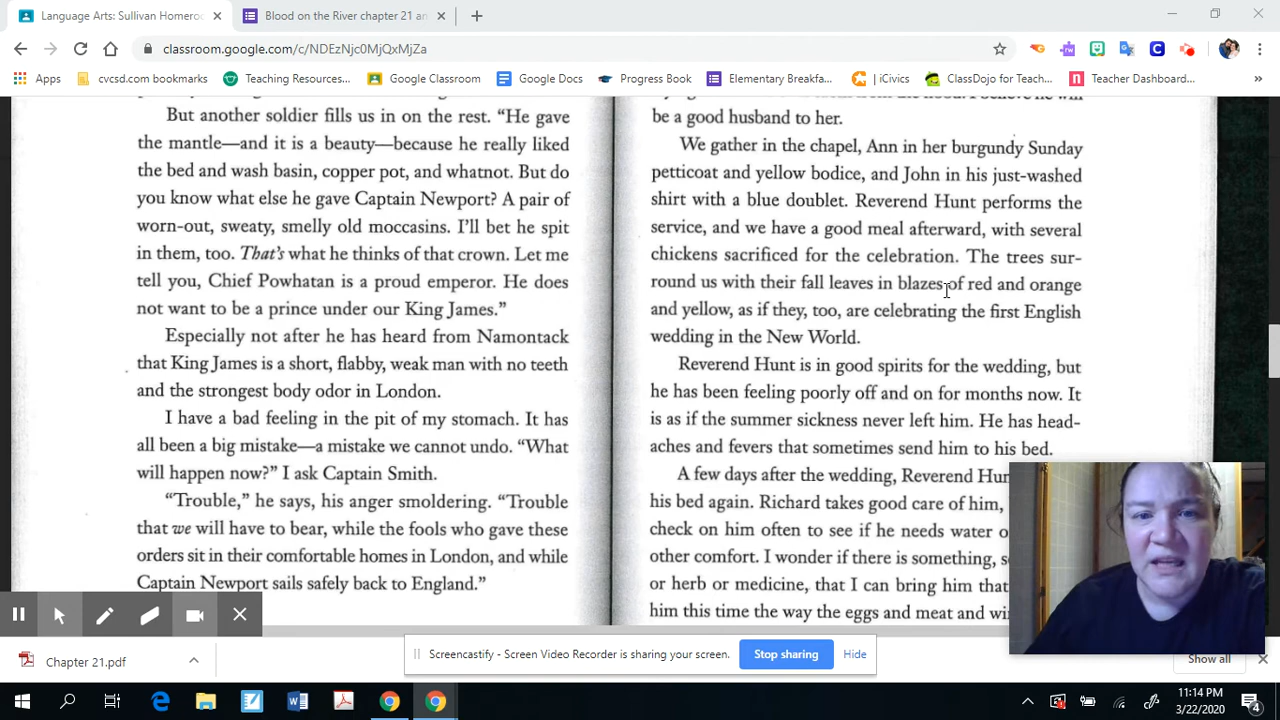 Language Arts: Sullivan Homeroo
Blood on the River chapter 21 an
classroom.google.com/c/NDEzNjc0MjQxMjZa
Apps
cvcsd.com bookmarks
Teaching Resources...
Google Classroom
Google Docs
Progress Book
Elementary Breakfa...
iCivics
ClassDojo for Teach...
Teacher Dashboard...
But another soldier fills us in on the rest. “He gave
the mantle—and it is a beauty—because he really liked
the bed and wash basin, copper pot, and whatnot. But do
you know what else he gave Captain Newport? A pair of
worn-out, sweaty, smelly old moccasins. I’ll bet he spit
in them, too. That’s what he thinks of that crown. Let me
tell you, Chief Powhatan is a proud emperor. He does
not want to be a prince under our King James.”
Especially not after he has heard from Namontack
that King James is a short, flabby, weak man with no teeth
and the strongest body odor in London.
I have a bad feeling in the pit of my stomach. It has
all been a big mistake—a mistake we cannot undo. “What
will happen now?” I ask Captain Smith.
“Trouble,” he says, his anger smoldering. “Trouble
that we will have to bear, while the fools who gave these
orders sit in their comfortable homes in London, and while
Captain Newport sails safely back to England.”
be a good husband to her.
We gather in the chapel, Ann in her burgundy Sunday
petticoat and yellow bodice, and John in his just-washed
shirt with a blue doublet. Reverend Hunt performs the
service, and we have a good meal afterward, with several
chickens sacrificed for the celebration. The trees sur-
round us with their fall leaves in blazes of red and orange
and yellow, as if they, too, are celebrating the first English
wedding in the New World.
Reverend Hunt is in good spirits for the wedding, but
he has been feeling poorly off and on for months now. It
is as if the summer sickness never left him. He has head-
aches and fevers that sometimes send him to his bed.
A few days after the wedding, Reverend Hun
his bed again. Richard takes good care of him,
check on him often to see if he needs water o
other comfort. I wonder if there is something, s
or herb or medicine, that I can bring him that
him this time the way the eggs and meat and wi
Screencastify - Screen Video Recorder is sharing your screen.
Stop sharing
Hide
Chapter 21.pdf
Show all
11:14 PM
3/22/2020
4